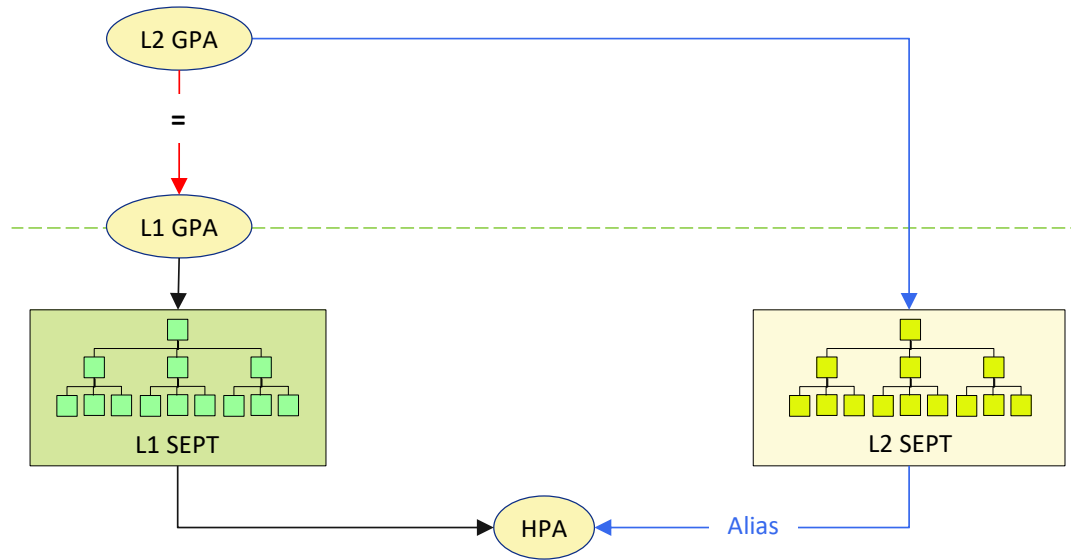 L2 GPA
=
L1 GPA
L1 SEPT
L2 SEPT
HPA
Alias